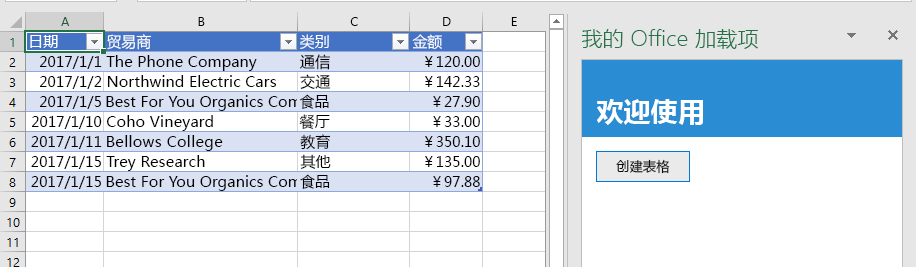 A B C D E
1 日期 贸易商 类别 金额
2 2017/1/1 The Phone Company 通信 ￥120.00
3 2017/1/2 Northwind Electric Cars 交通 ￥142.33
4 2017/1/5 Best For You Organics Com 食品 ￥27.90
5 2017/1/10 Coho Vineyard 餐厅 ￥33.00
6 2017/1/11 Bellows College 教育 ￥350.10
7 2017/1/15 Trey Research 其他 ￥135.00
8 2017/1/15 Best For You Organics Com 食品 ￥97.88
9
10
11
12
我的 Office 加载项
欢迎使用
创建表格